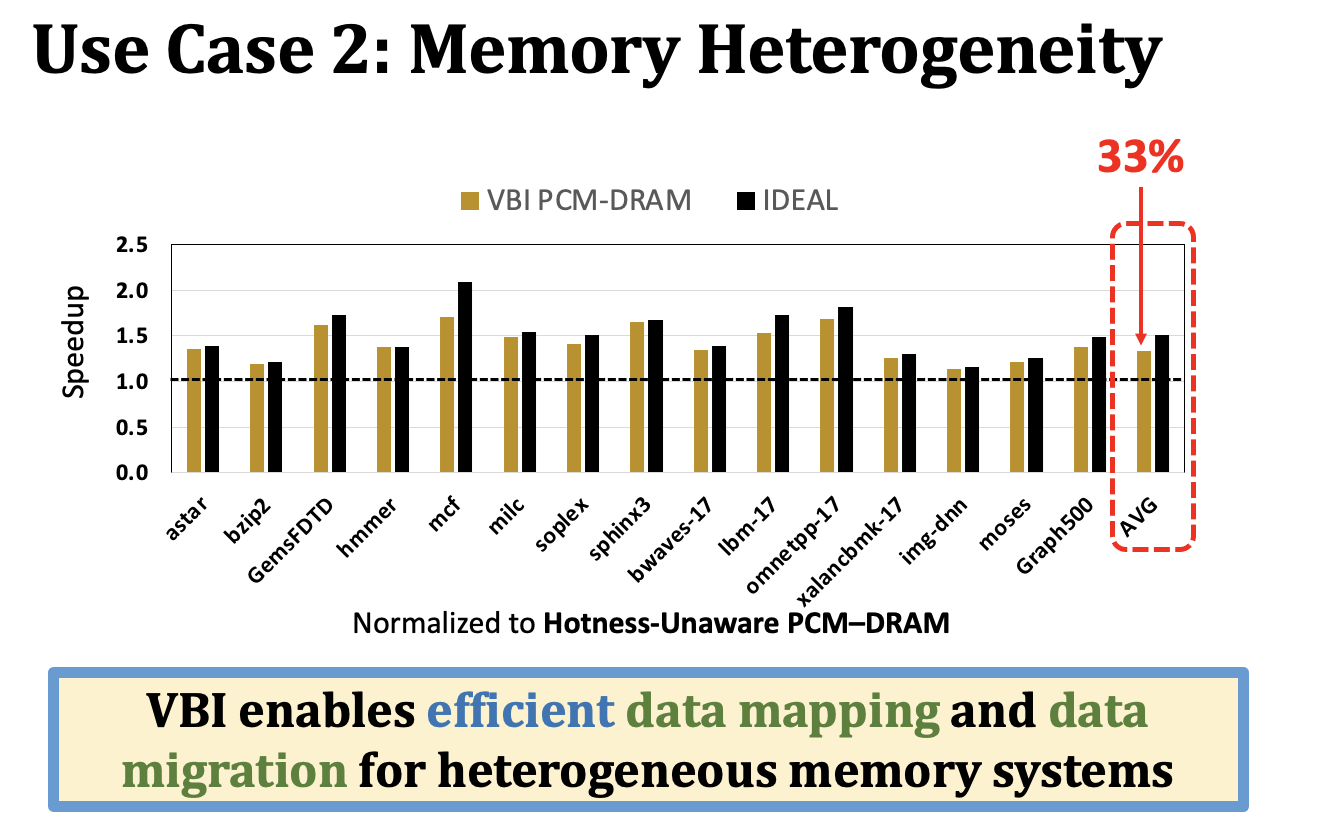 Use Case 2: Memory Heterogeneity
33%
VBI PCM-DRAM
IDEAL
2.5
2.0
1.5
1.0
0.5
0.0
Speedup
astar
bzip2
GemsFDTD
hmmer
mcf
milc
soplex
sphinx3
bwaves-17
lbm-17
omnetpp-17
xalancbmk-17
img-dnn
moses
Graph500
AVG
Normalized to Hotness-Unaware PCM–DRAM
VBI enables efficient data mapping and data
migration for heterogeneous memory systems